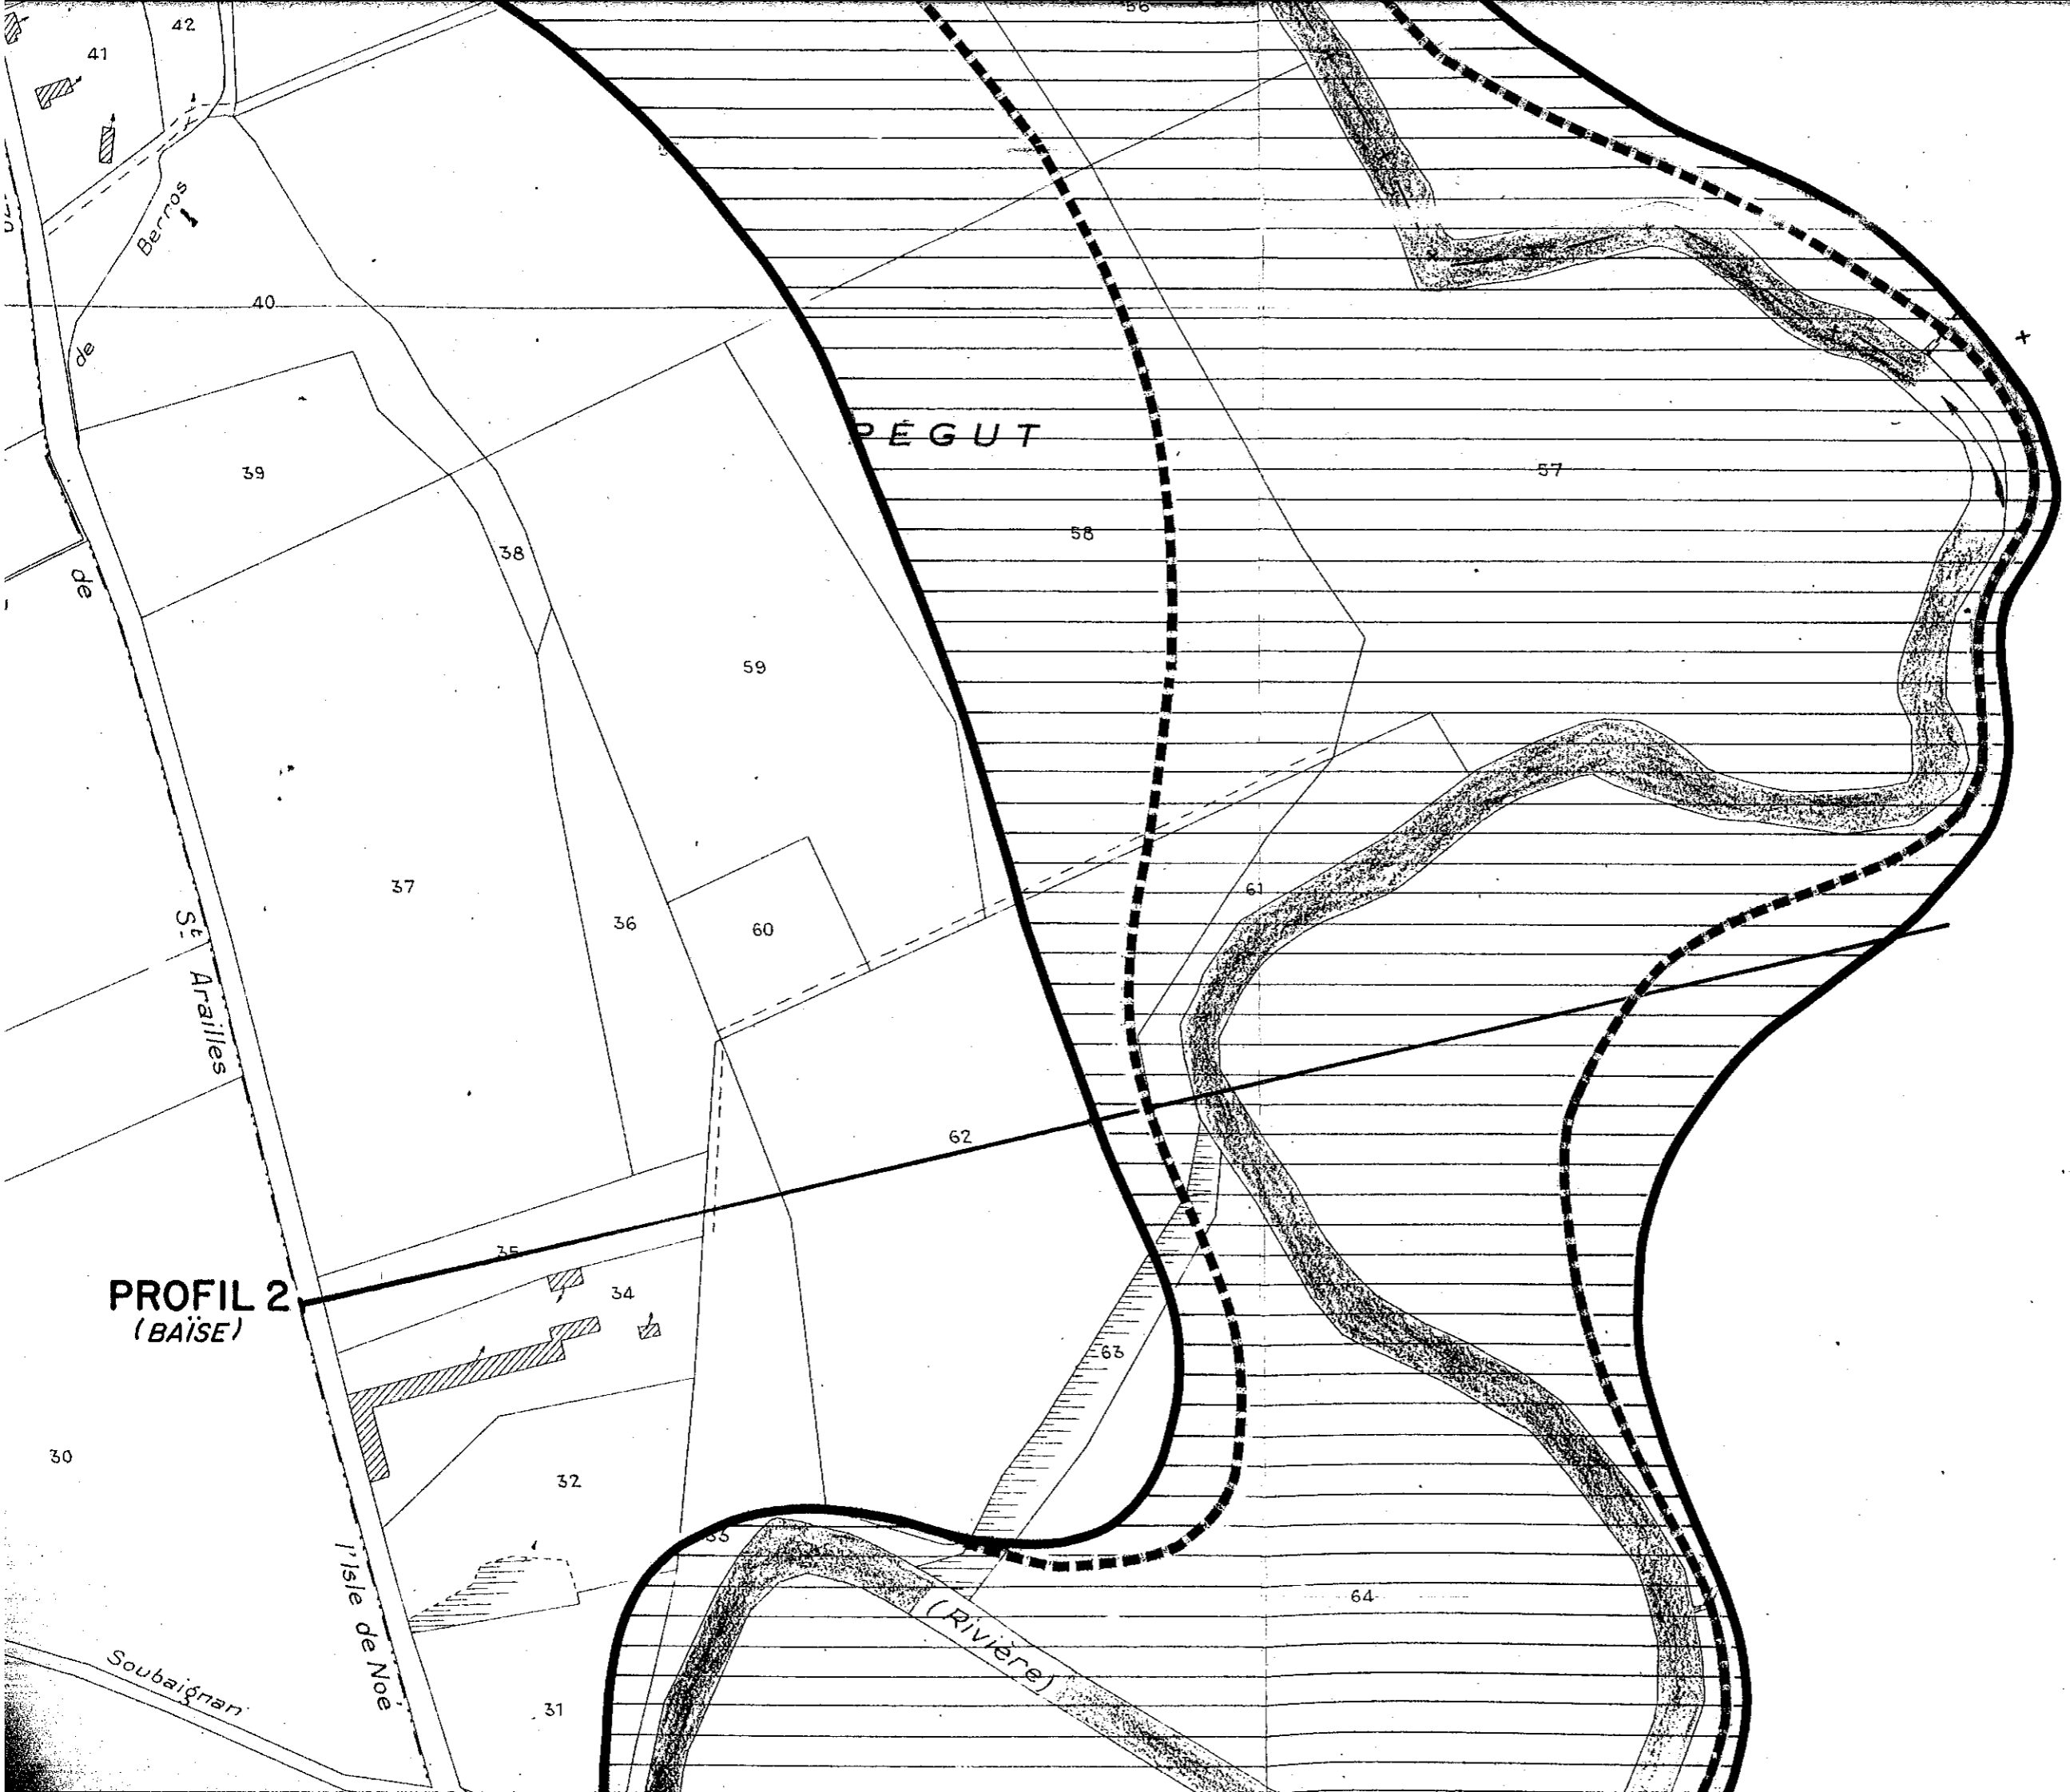 56
42
41
Berros
de
40
PÉGUT
39
57
58
38
de
59
37
61
36
60
St
Arailles
62
35
PROFIL 2
(BAÏSE)
34
63
30
32
64
(Rivière)
l'Isle de Noé
Soubaignan
31